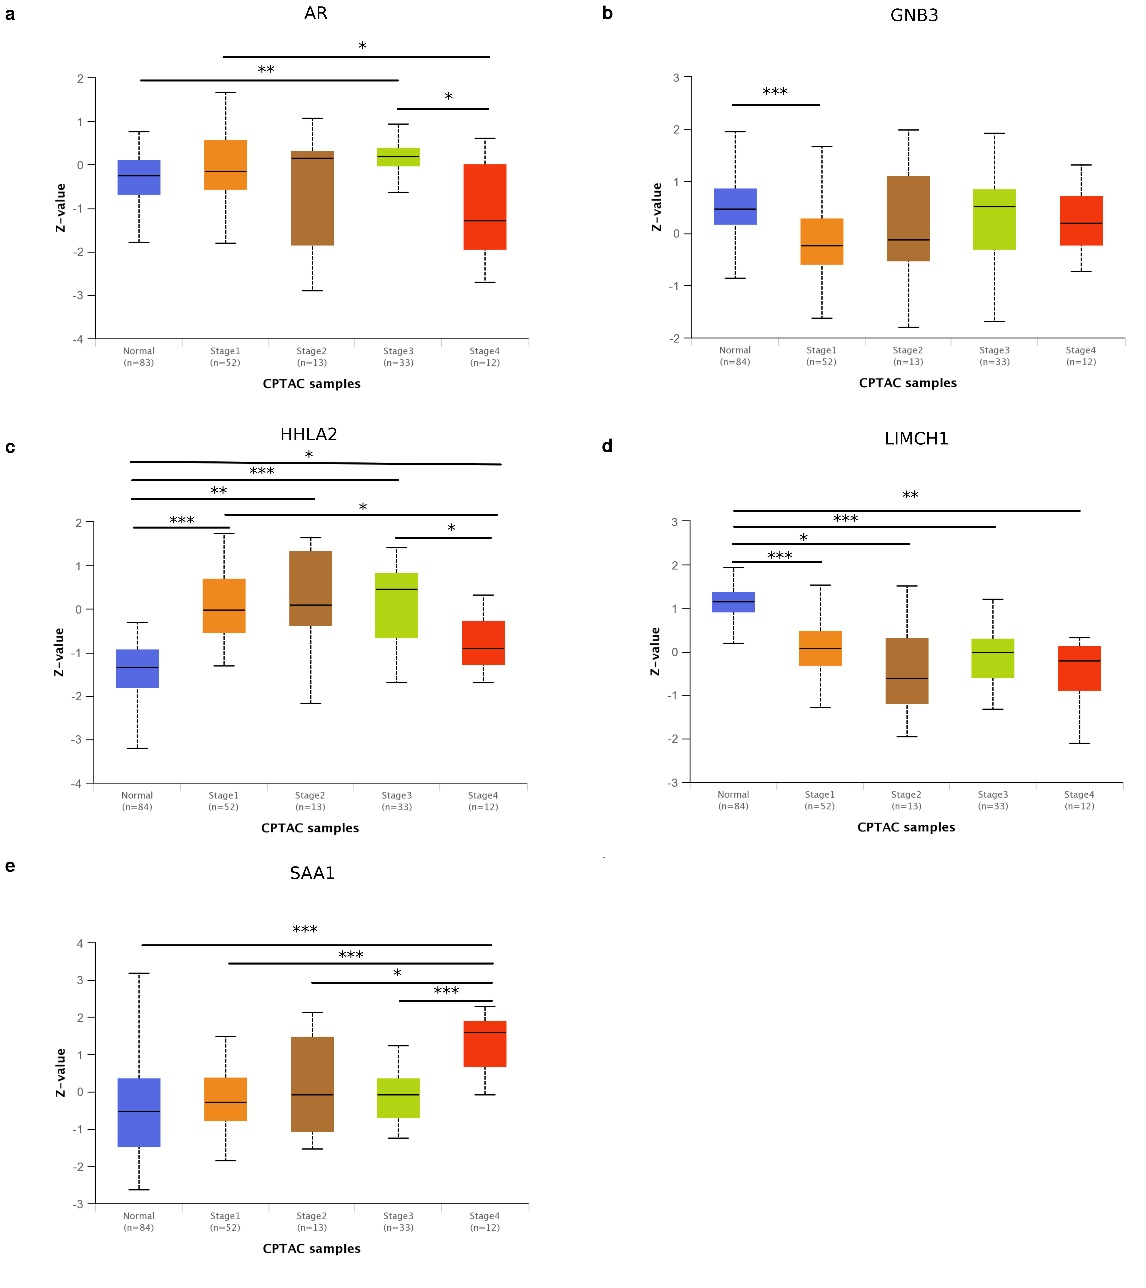 a
AR
*
**
*
2
1
0
-1
-2
-3
-4
Z-value
Normal Stage1 Stage2 Stage3 Stage4
(n=83) (n=52) (n=13) (n=33) (n=12)
CPTAC samples
b
GNB3
***
3
2
1
0
-1
-2
Z-value
Normal Stage1 Stage2 Stage3 Stage4
(n=84) (n=52) (n=13) (n=33) (n=12)
CPTAC samples
c
HHLA2
*
***
**
*
***
*
2
1
0
-1
-2
-3
-4
Z-value
Normal Stage1 Stage2 Stage3 Stage4
(n=84) (n=52) (n=13) (n=33) (n=12)
CPTAC samples
d
LIMCH1
**
***
*
***
3
2
1
0
-1
-2
-3
Z-value
Normal Stage1 Stage2 Stage3 Stage4
(n=84) (n=52) (n=13) (n=33) (n=12)
CPTAC samples
e
SAA1
***
***
*
***
4
3
2
1
0
-1
-2
-3
Z-value
Normal Stage1 Stage2 Stage3 Stage4
(n=84) (n=52) (n=13) (n=33) (n=12)
CPTAC samples